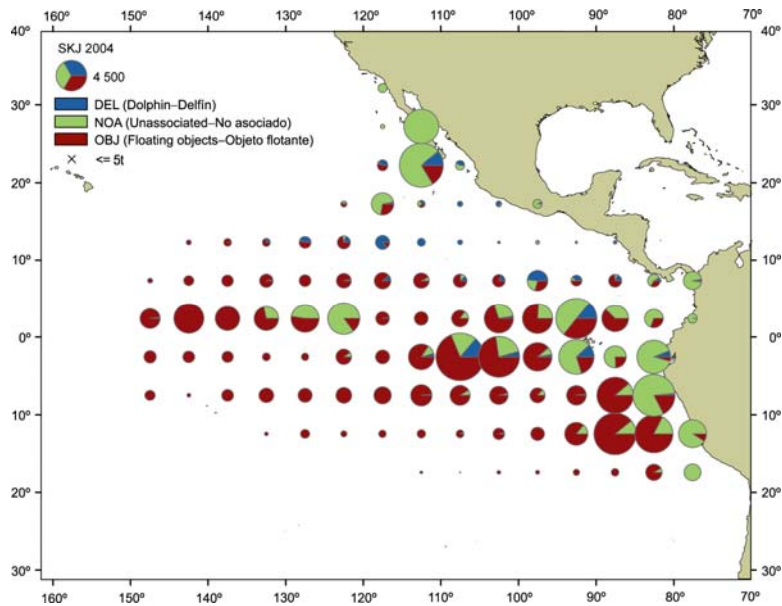 160º 150º 140º 130º 120º 110º 100º 90º 80º 70º
40º 40º
SKJ 2004
4 500
30º 30º
DEL (Dolphin–Delfín)
NOA (Unassociated–No asociado)
OBJ (Floating objects–Objeto flotante)
<= 5t
20º 20º
10º 10º
0º 0º
10º 10º
20º 20º
30º 30º
160º 150º 140º 130º 120º 110º 100º 90º 80º 70º